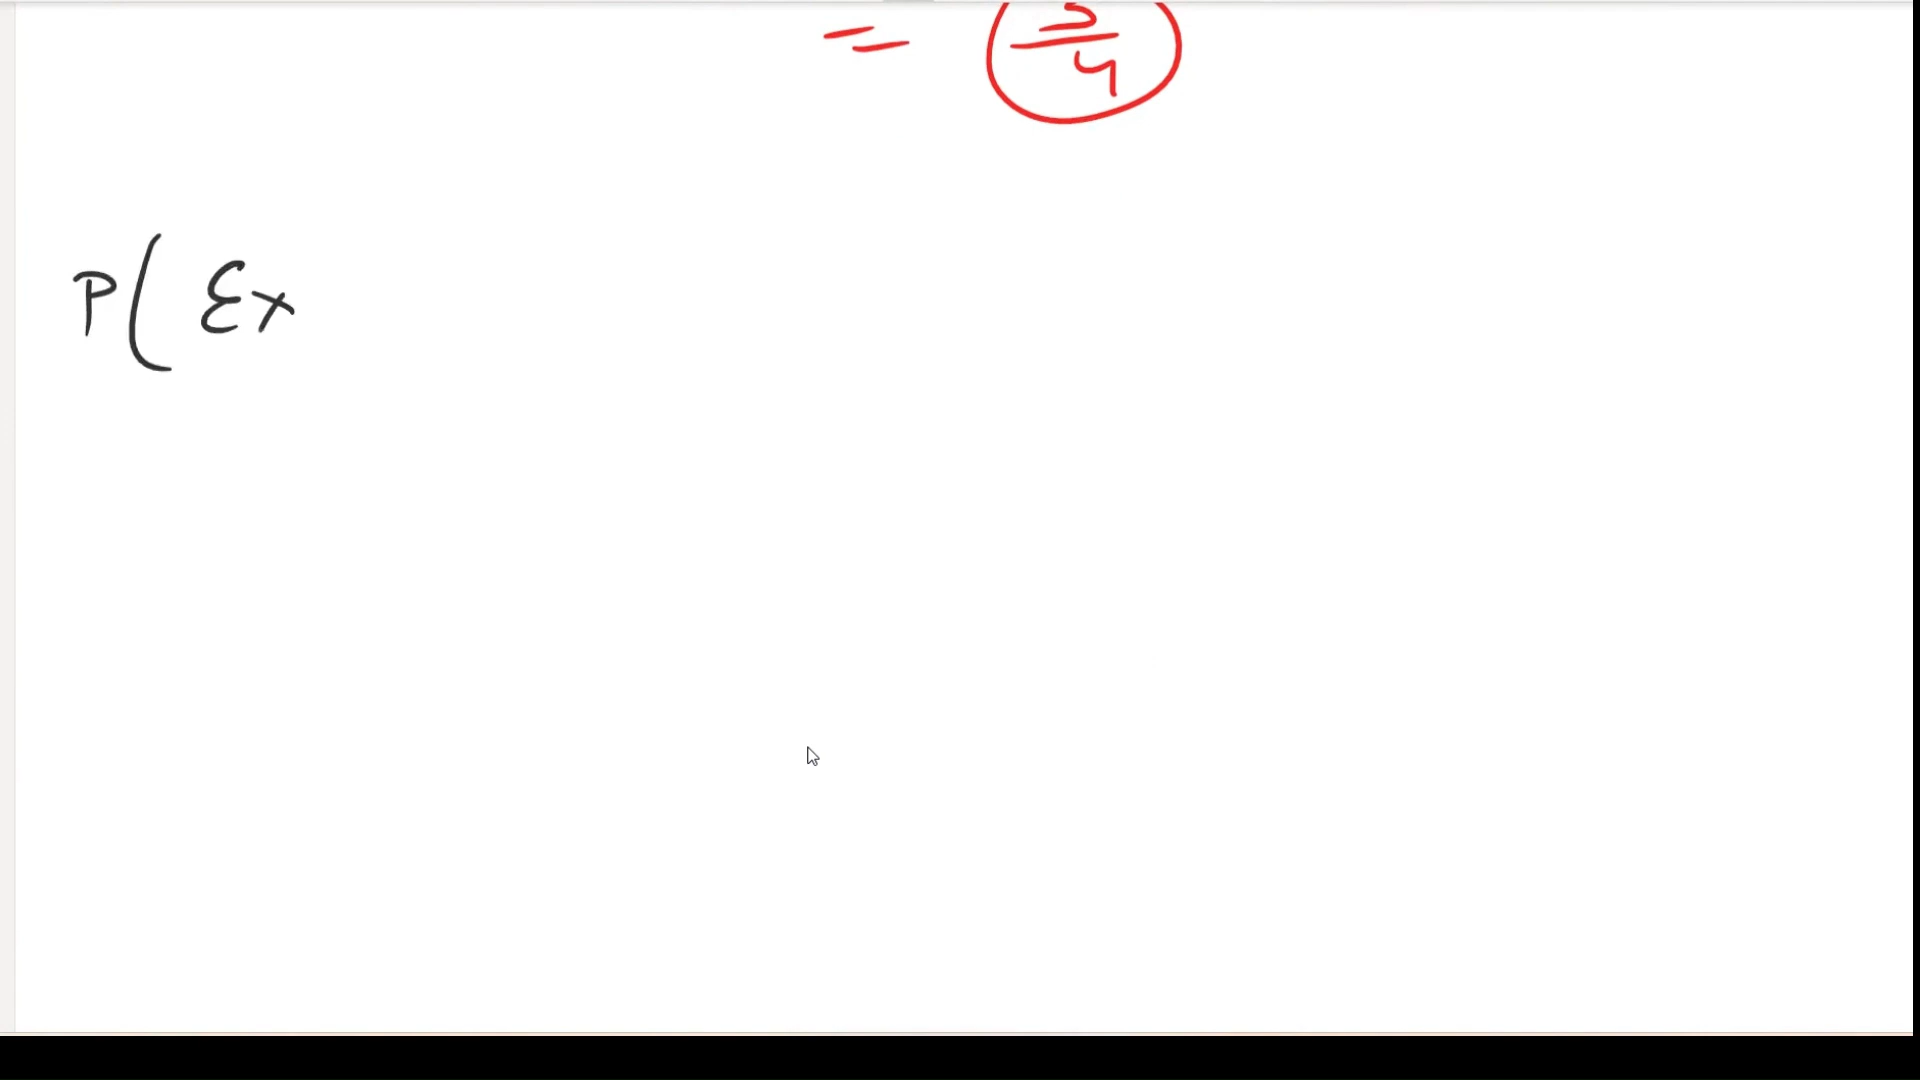 = 3/4
P( Ex